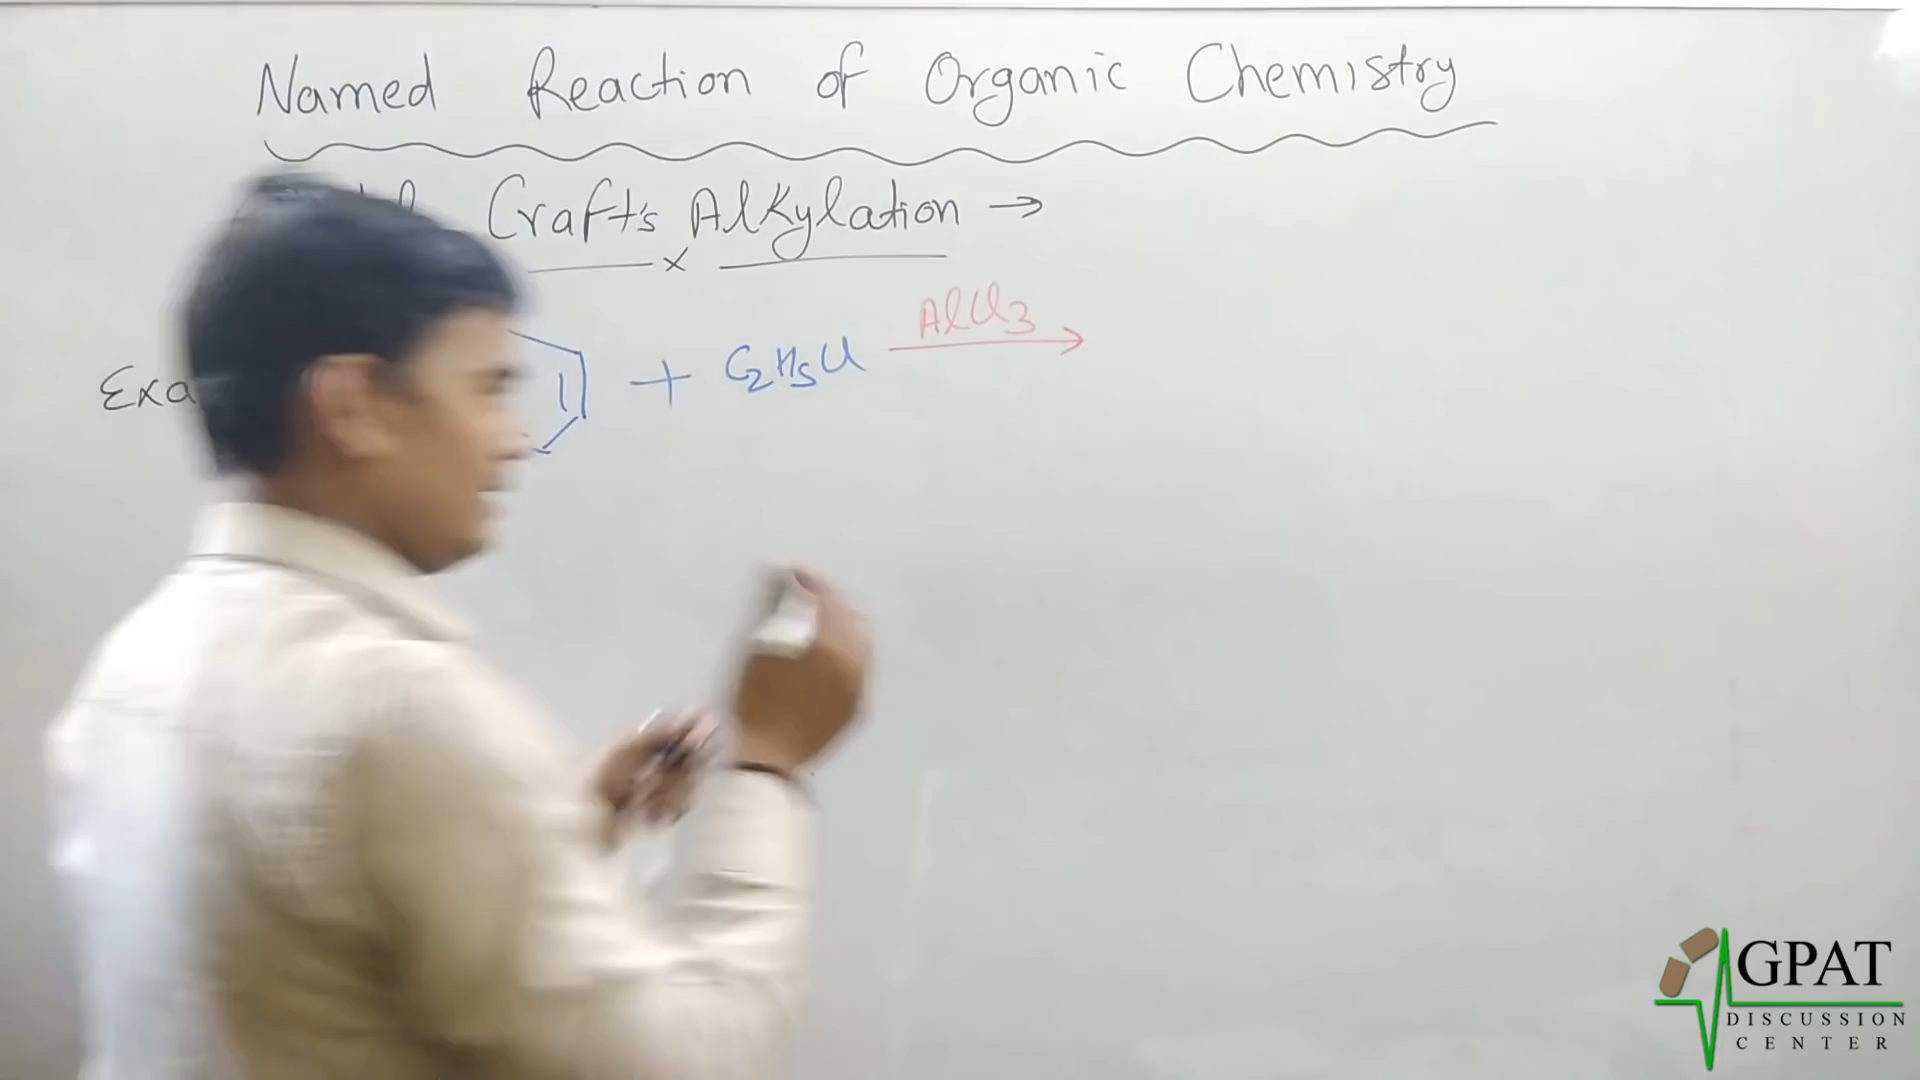 Named Reaction of Organic Chemistry
Craft's Alkylation →
AlCl3
Exa + C2H5Cl
GPAT
DISCUSSION
CENTER